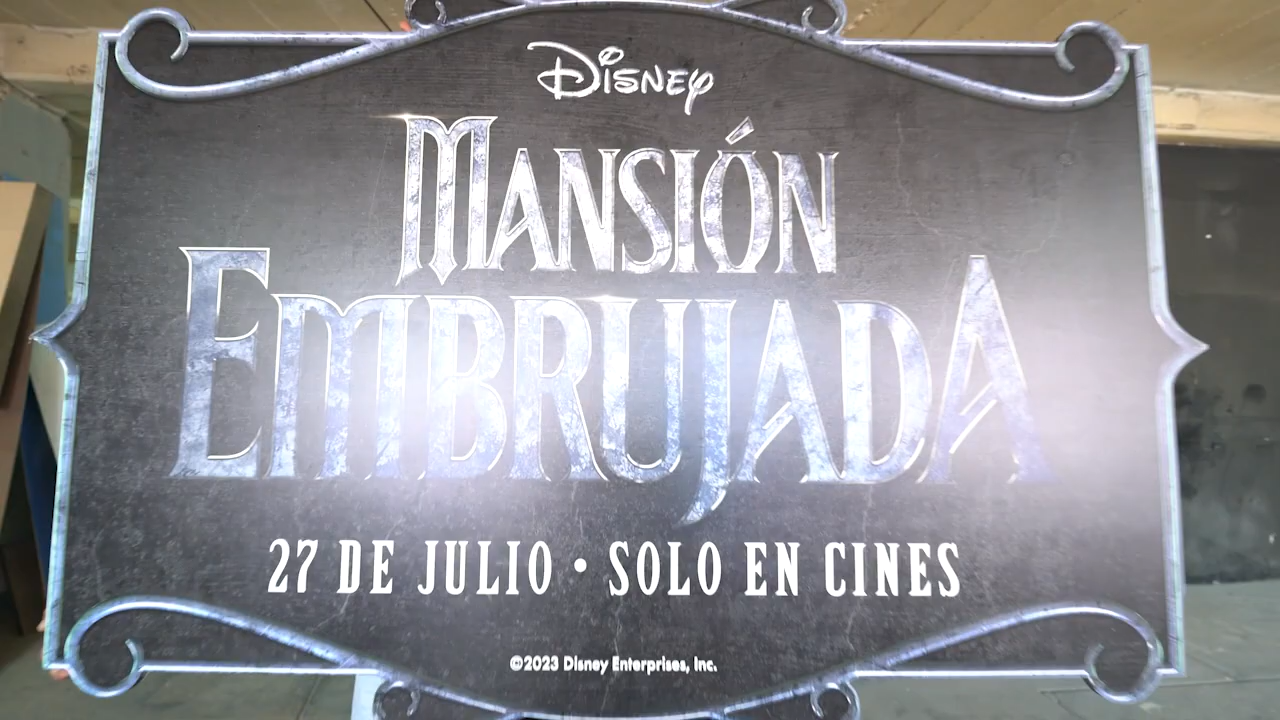 Disney
MANSIÓN
EMBRUJADA
27 DE JULIO • SOLO EN CINES
©2023 Disney Enterprises, Inc.